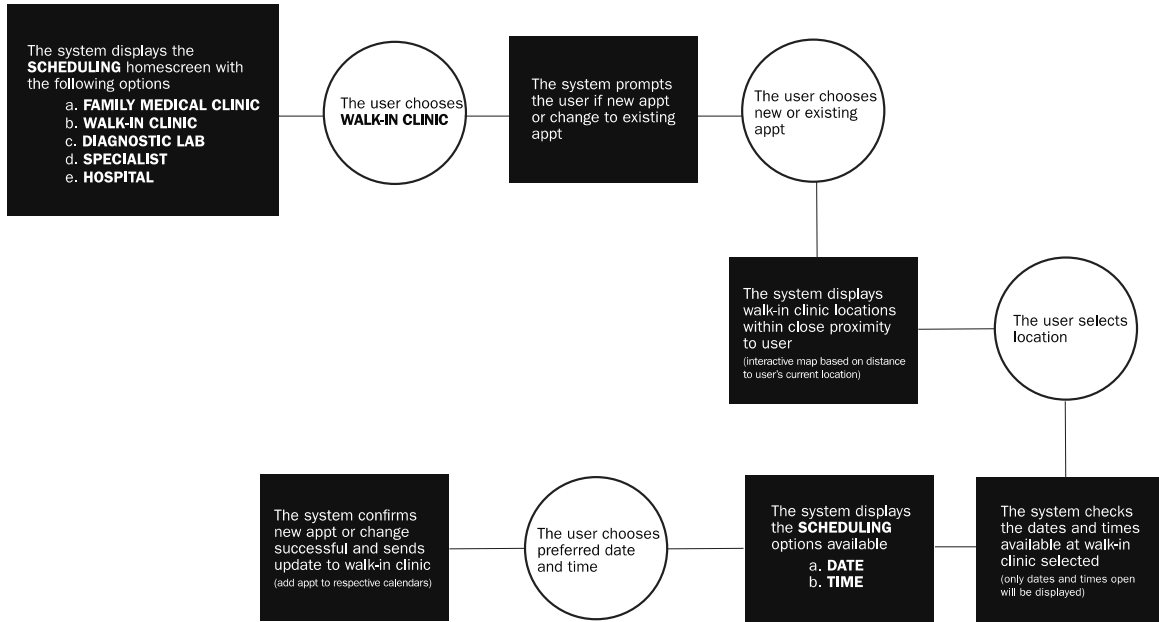 The system displays the
SCHEDULING homescreen with
the following options
a. FAMILY MEDICAL CLINIC
b. WALK-IN CLINIC
c. DIAGNOSTIC LAB
d. SPECIALIST
e. HOSPITAL
The user chooses
WALK-IN CLINIC
The system prompts
the user if new appt
or change to existing
appt
The user chooses
new or existing
appt
The system displays
walk-in clinic locations
within close proximity
to user
(interactive map based on distance
to user's current location)
The user selects
location
The system checks
the dates and times
available at walk-in
clinic selected
(only dates and times open
will be displayed)
The system displays
the SCHEDULING
options available
a. DATE
b. TIME
The user chooses
preferred date
and time
The system confirms
new appt or change
successful and sends
update to walk-in clinic
(add appt to respective calendars)